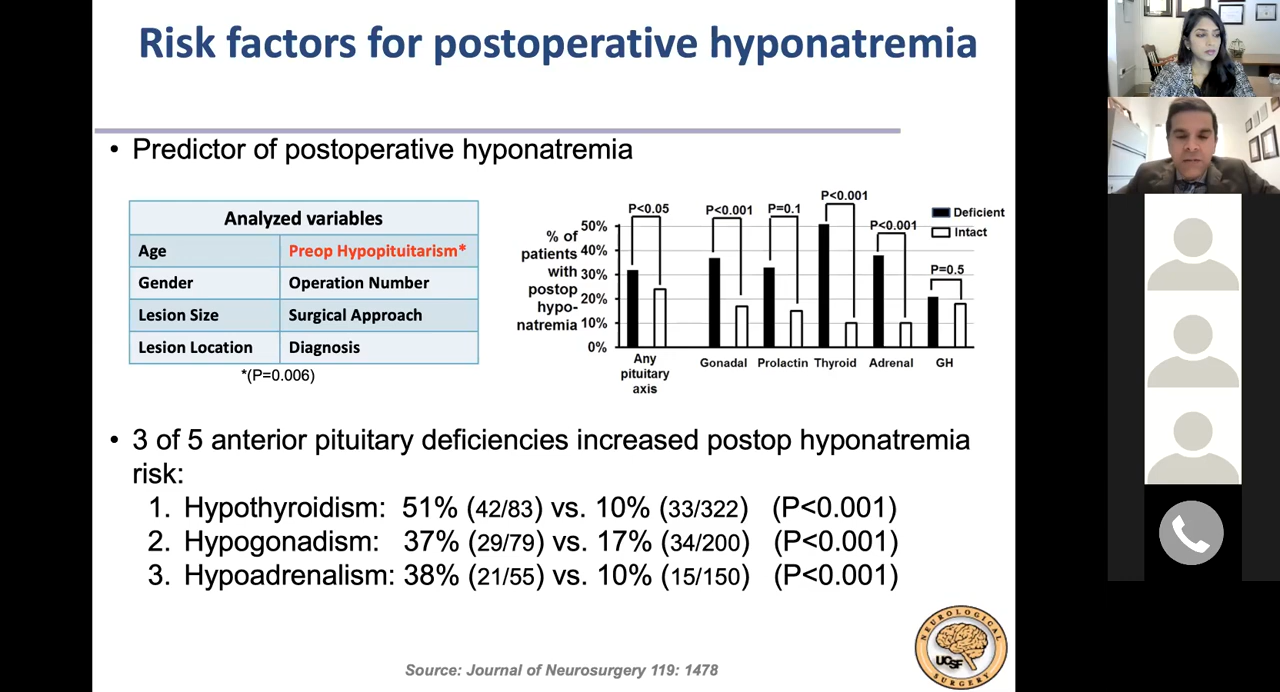 Risk factors for postoperative hyponatremia
• Predictor of postoperative hyponatremia
Analyzed variables
Age Preop Hypopituitarism*
Gender Operation Number
Lesion Size Surgical Approach
Lesion Location Diagnosis
*(P=0.006)
% of
patients
with
postop
hypo-
natremia
50%
40%
30%
20%
10%
0%
P<0.05
P<0.001
P=0.1
P<0.001
P<0.001
P=0.5
Deficient
Intact
Any
pituitary
axis
Gonadal Prolactin Thyroid Adrenal GH
• 3 of 5 anterior pituitary deficiencies increased postop hyponatremia
risk:
1. Hypothyroidism: 51% (42/83) vs. 10% (33/322) (P<0.001)
2. Hypogonadism: 37% (29/79) vs. 17% (34/200) (P<0.001)
3. Hypoadrenalism: 38% (21/55) vs. 10% (15/150) (P<0.001)
Source: Journal of Neurosurgery 119: 1478
NEUROLOGICAL
UCSF
SURGERY